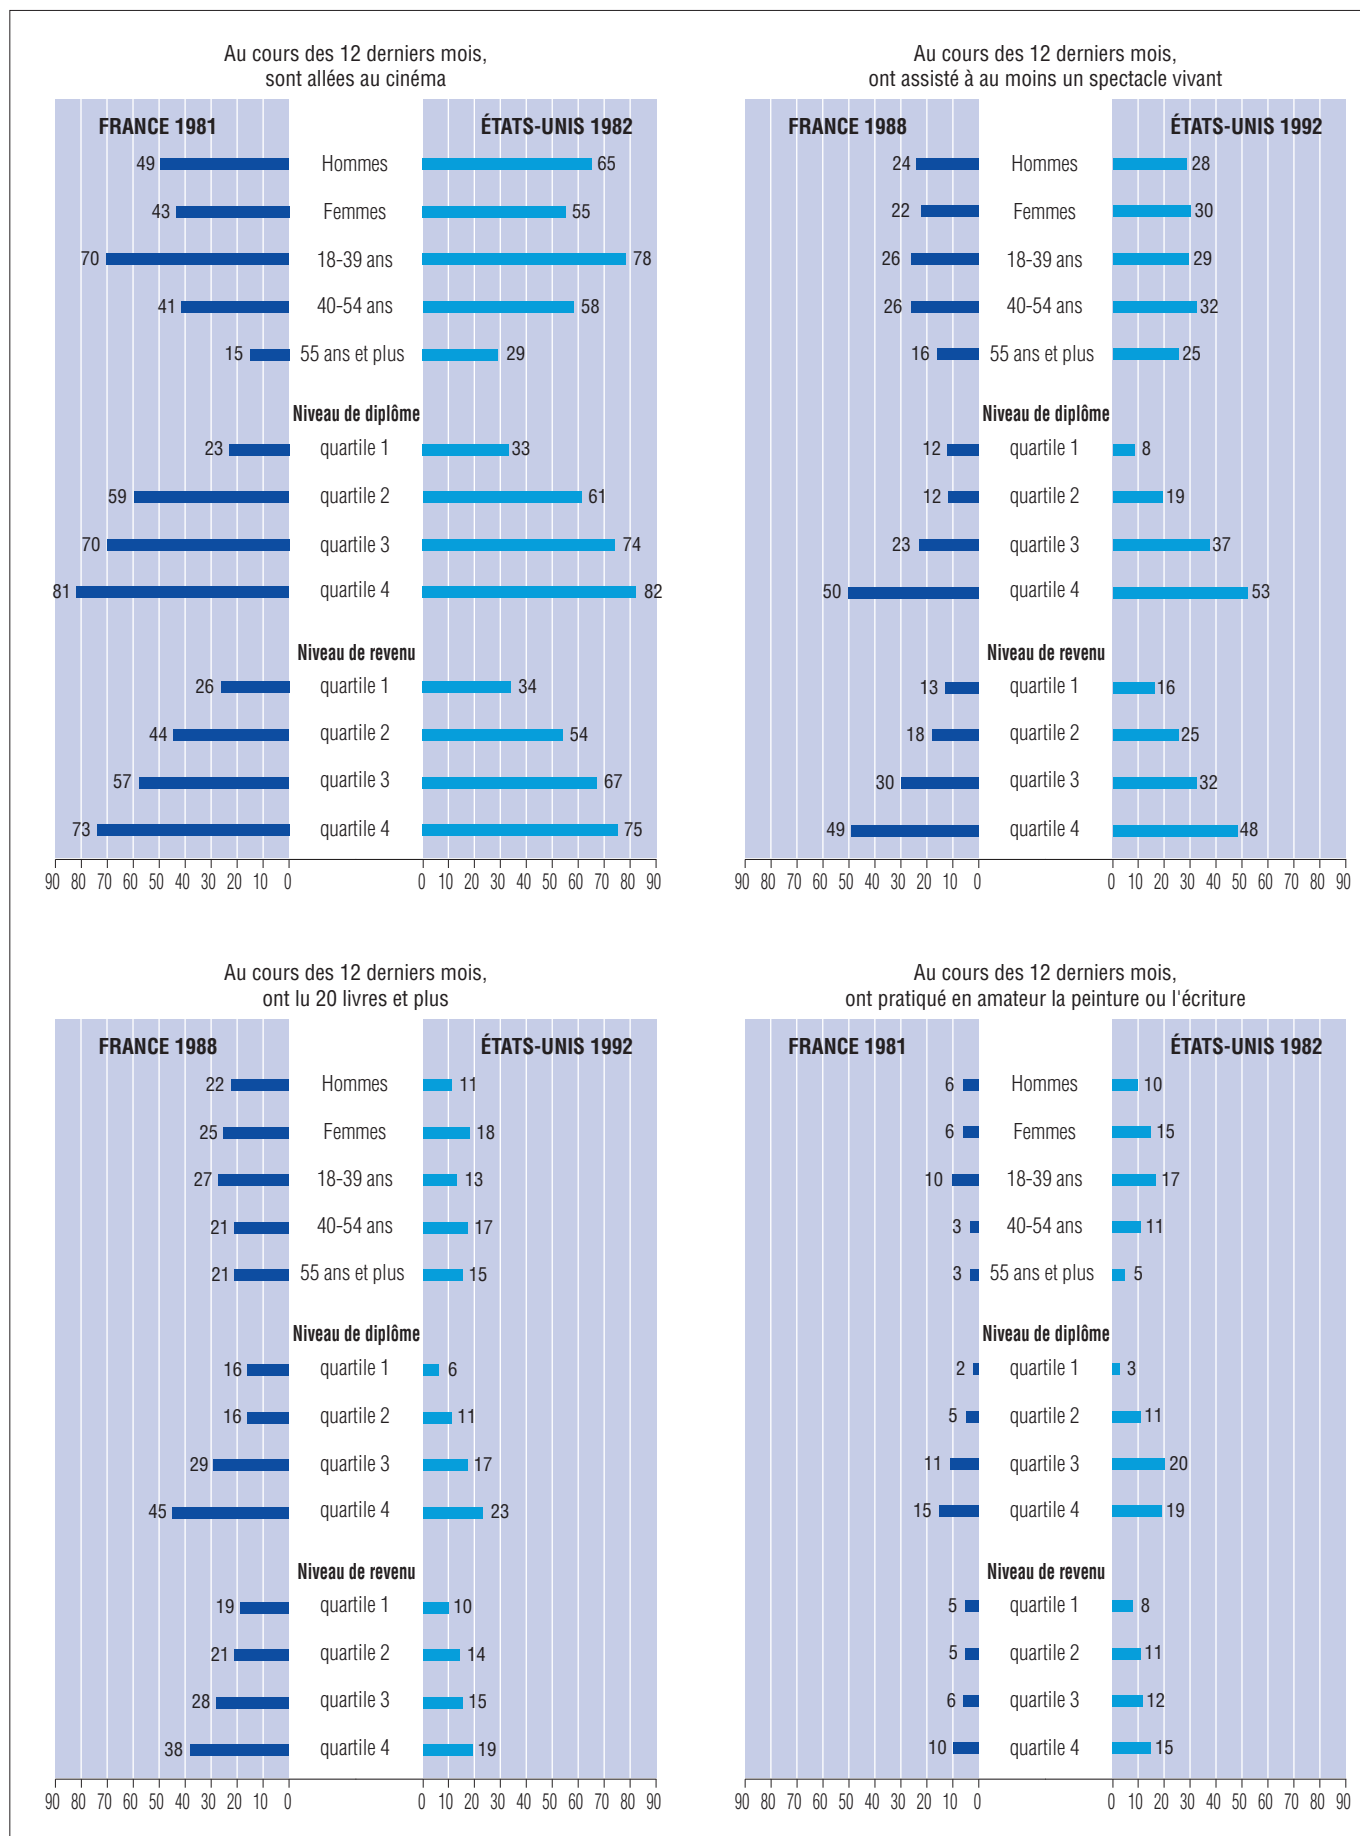 Au cours des 12 derniers mois,
sont allées au cinéma
FRANCE 1981 ÉTATS-UNIS 1982
49 Hommes 65
43 Femmes 55
70 18-39 ans 78
41 40-54 ans 58
15 55 ans et plus 29
Niveau de diplôme
23 quartile 1 33
59 quartile 2 61
70 quartile 3 74
81 quartile 4 82
Niveau de revenu
26 quartile 1 34
44 quartile 2 54
57 quartile 3 67
73 quartile 4 75
90 80 70 60 50 40 30 20 10 0 0 10 20 30 40 50 60 70 80 90
Au cours des 12 derniers mois,
ont assisté à au moins un spectacle vivant
FRANCE 1988 ÉTATS-UNIS 1992
24 Hommes 28
22 Femmes 30
26 18-39 ans 29
26 40-54 ans 32
16 55 ans et plus 25
Niveau de diplôme
12 quartile 1 8
12 quartile 2 19
23 quartile 3 37
50 quartile 4 53
Niveau de revenu
13 quartile 1 16
18 quartile 2 25
30 quartile 3 32
49 quartile 4 48
90 80 70 60 50 40 30 20 10 0 0 10 20 30 40 50 60 70 80 90
Au cours des 12 derniers mois,
ont lu 20 livres et plus
FRANCE 1988 ÉTATS-UNIS 1992
22 Hommes 11
25 Femmes 18
27 18-39 ans 13
21 40-54 ans 17
21 55 ans et plus 15
Niveau de diplôme
16 quartile 1 6
16 quartile 2 11
29 quartile 3 17
45 quartile 4 23
Niveau de revenu
19 quartile 1 10
21 quartile 2 14
28 quartile 3 15
38 quartile 4 19
90 80 70 60 50 40 30 20 10 0 0 10 20 30 40 50 60 70 80 90
Au cours des 12 derniers mois,
ont pratiqué en amateur la peinture ou l'écriture
FRANCE 1981 ÉTATS-UNIS 1982
6 Hommes 10
6 Femmes 15
10 18-39 ans 17
3 40-54 ans 11
3 55 ans et plus 5
Niveau de diplôme
2 quartile 1 3
5 quartile 2 11
11 quartile 3 20
15 quartile 4 19
Niveau de revenu
5 quartile 1 8
5 quartile 2 11
6 quartile 3 12
10 quartile 4 15
90 80 70 60 50 40 30 20 10 0 0 10 20 30 40 50 60 70 80 90